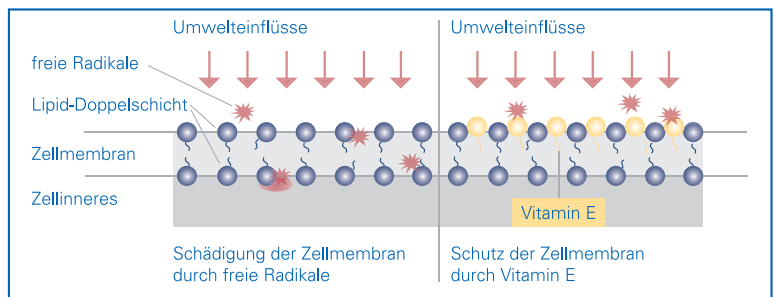 Umwelteinflüsse
Umwelteinflüsse
freie Radikale
Lipid-Doppelschicht
Zellmembran
Zellinneres
Vitamin E
Schädigung der Zellmembran
durch freie Radikale
Schutz der Zellmembran
durch Vitamin E